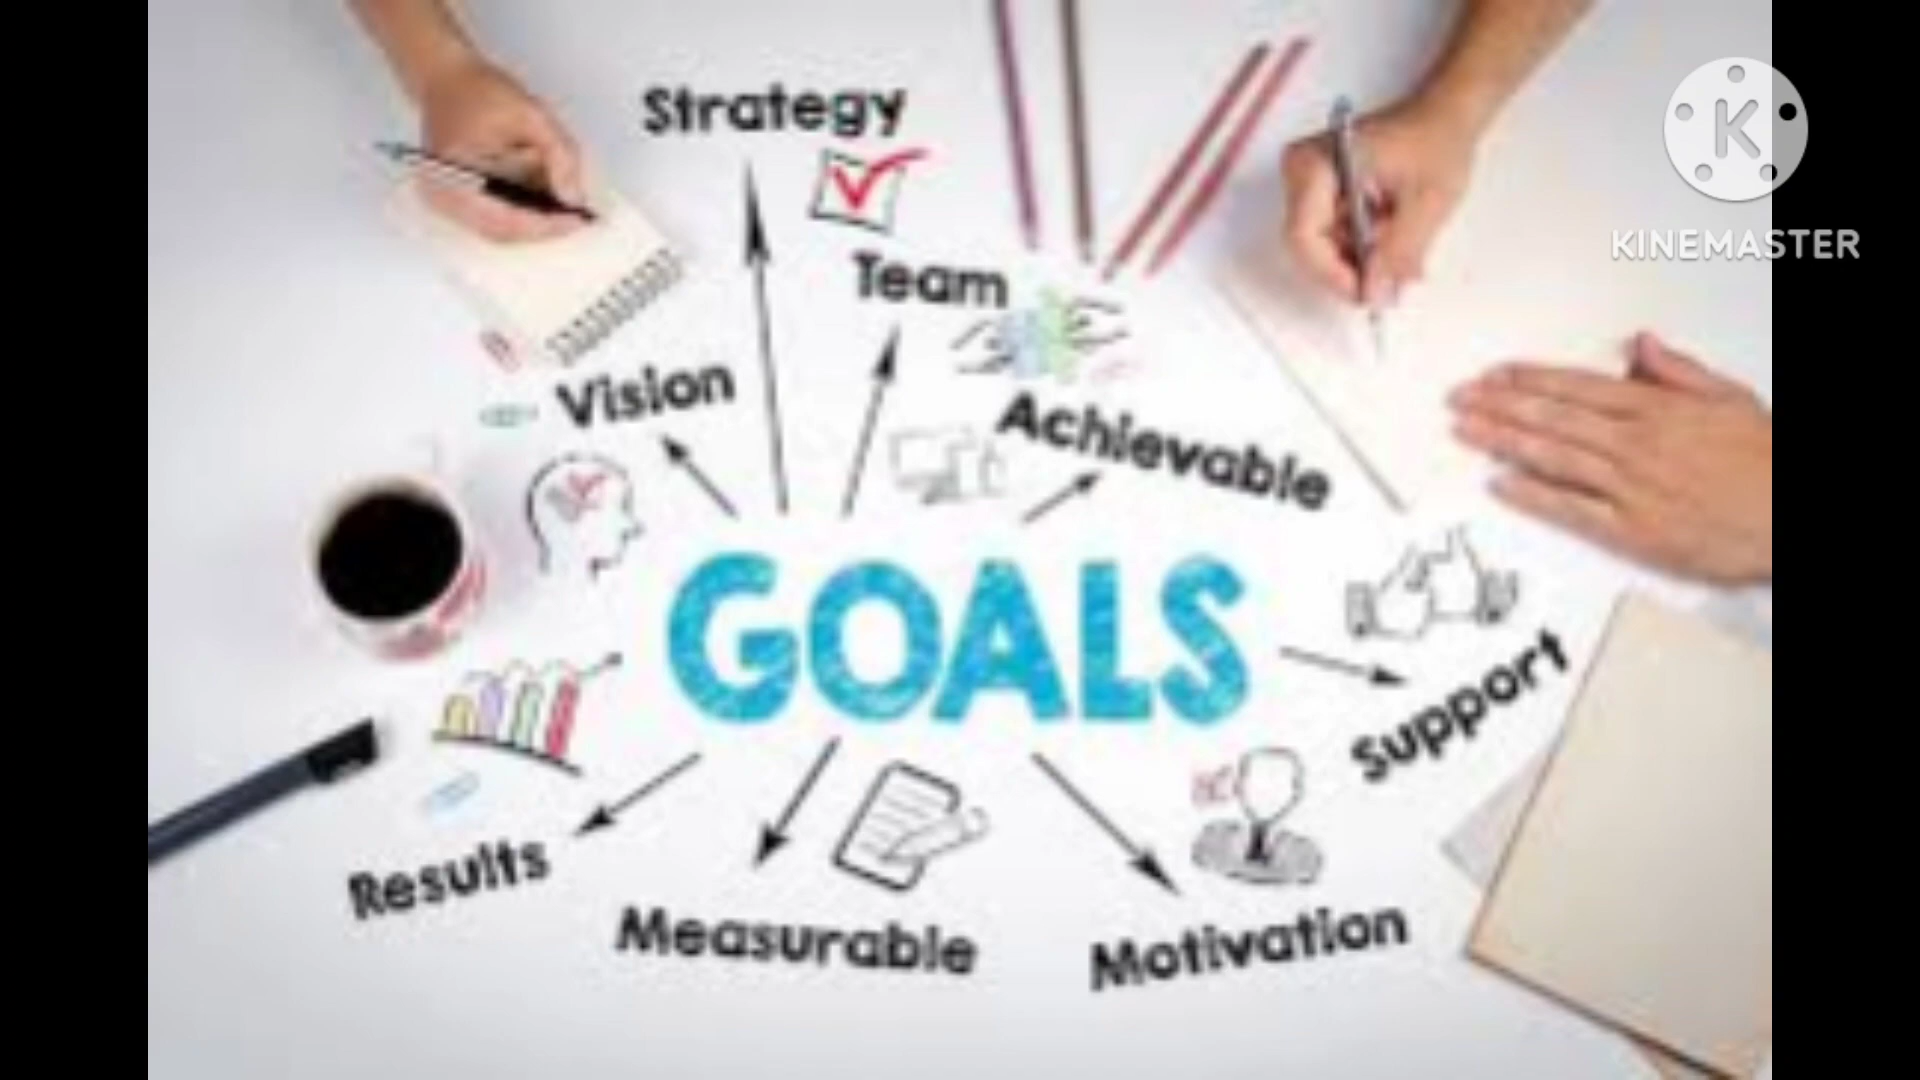 Strategy
K
KINEMASTER
Team
Vision
Achievable
GOALS
Support
Results
Measurable
Motivation